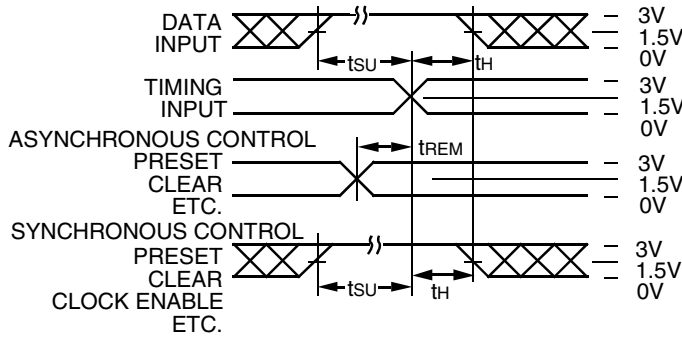 DATA
INPUT
3V
1.5V
0V
tSU
tH
TIMING
INPUT
3V
1.5V
0V
ASYNCHRONOUS CONTROL
PRESET
CLEAR
ETC.
tREM
3V
1.5V
0V
SYNCHRONOUS CONTROL
PRESET
CLEAR
CLOCK ENABLE
ETC.
tSU
tH
3V
1.5V
0V